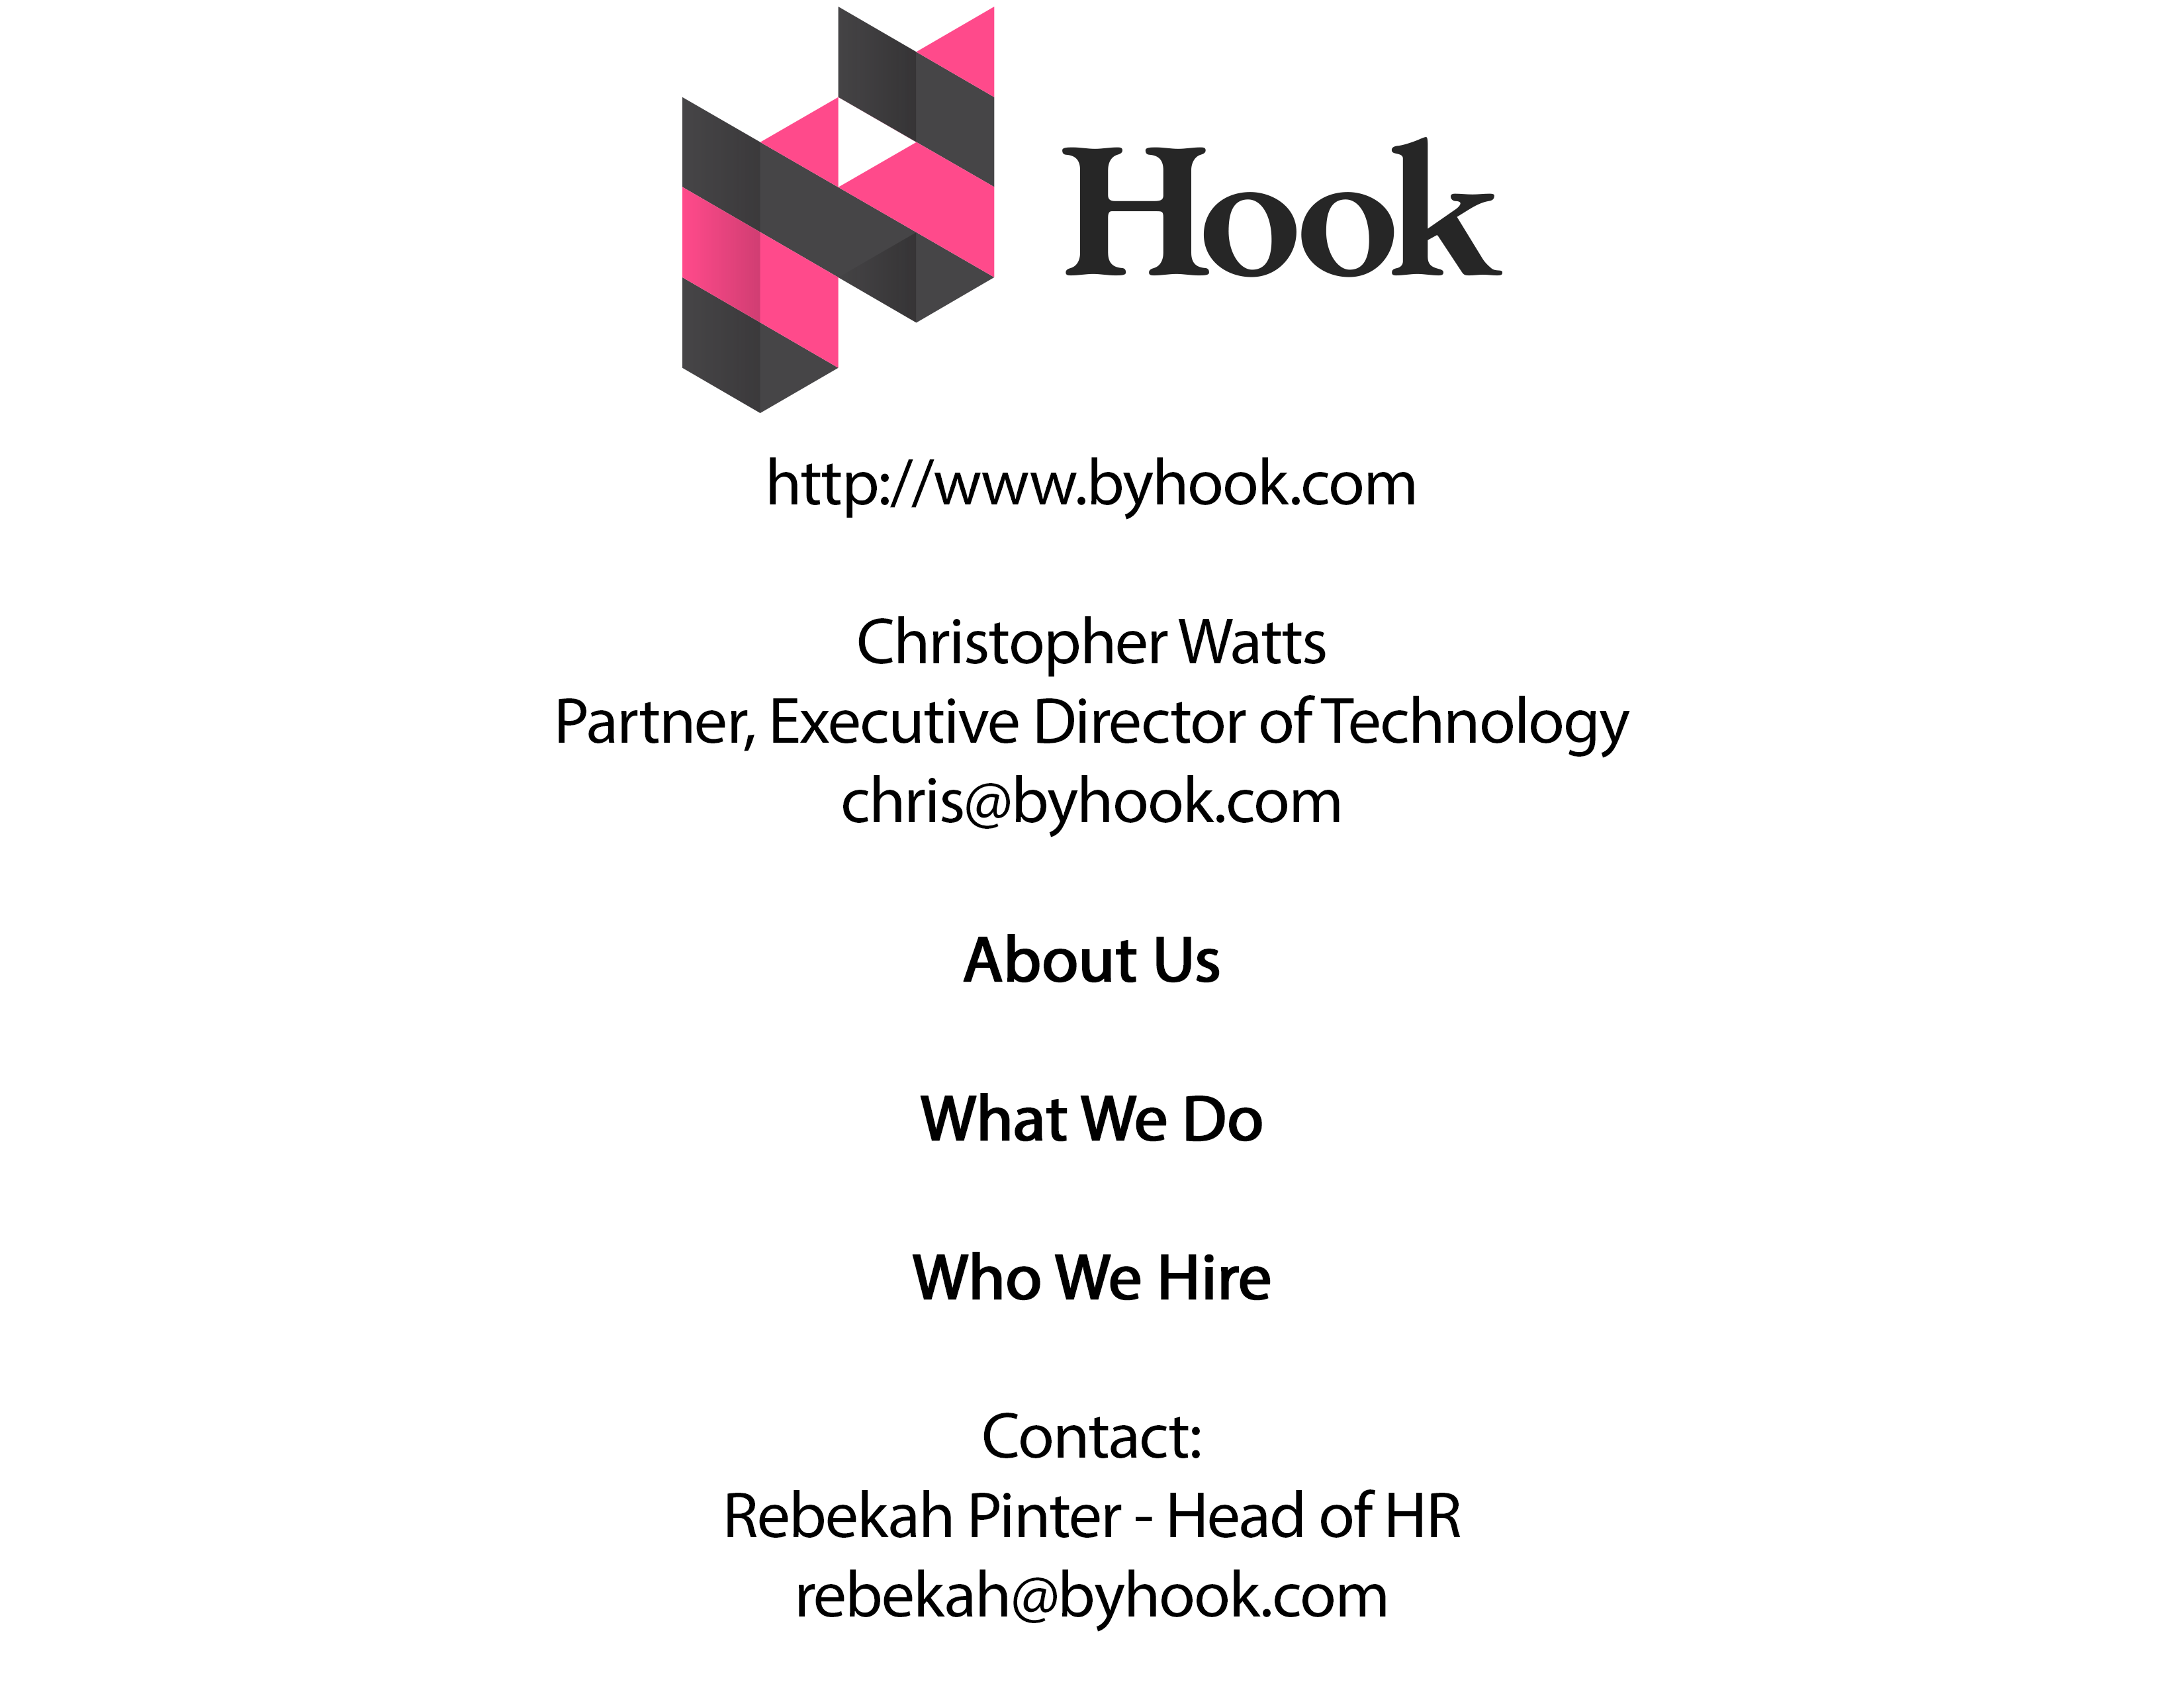 Hook
http://www.byhook.com
Christopher Watts
Partner, Executive Director of Technology
chris@byhook.com
About Us
What We Do
Who We Hire
Contact:
Rebekah Pinter - Head of HR
rebekah@byhook.com